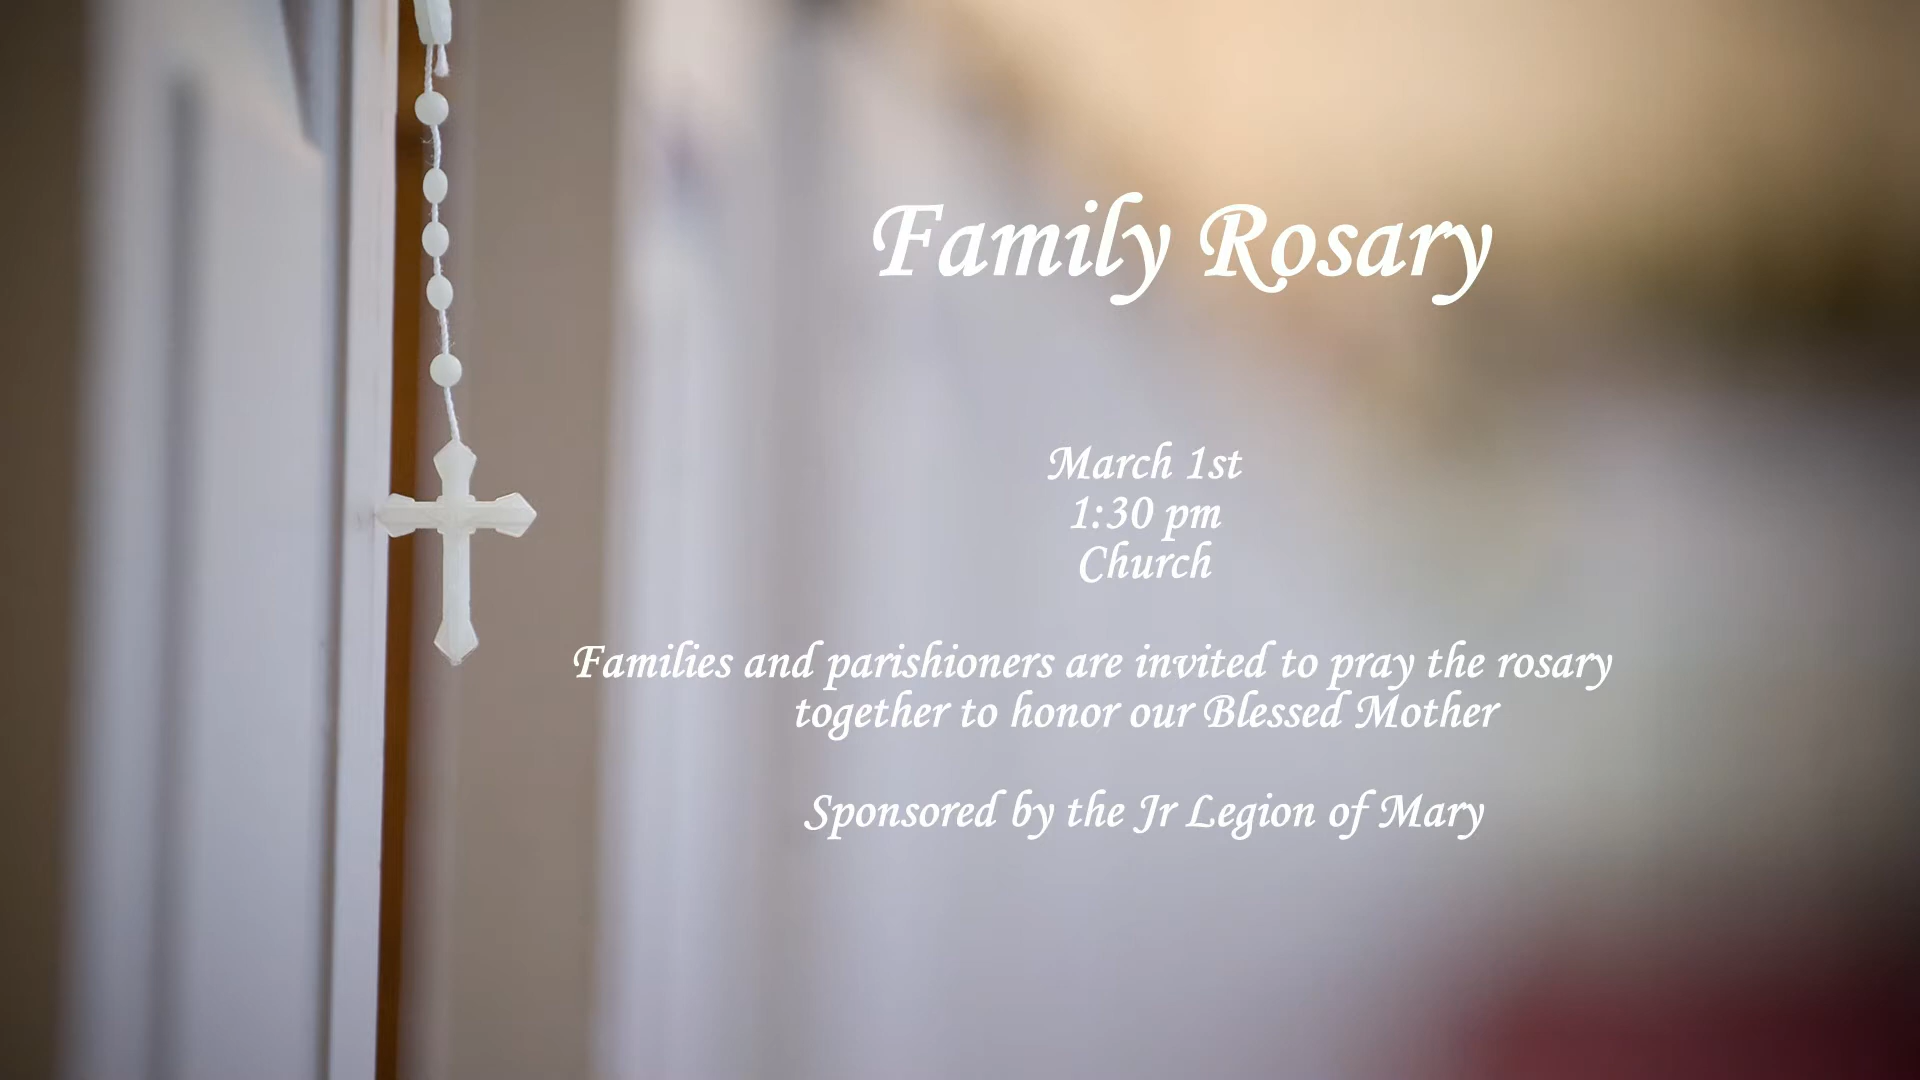 Family Rosary
March 1st
1:30 pm
Church
Families and parishioners are invited to pray the rosary
together to honor our Blessed Mother
Sponsored by the Jr Legion of Mary